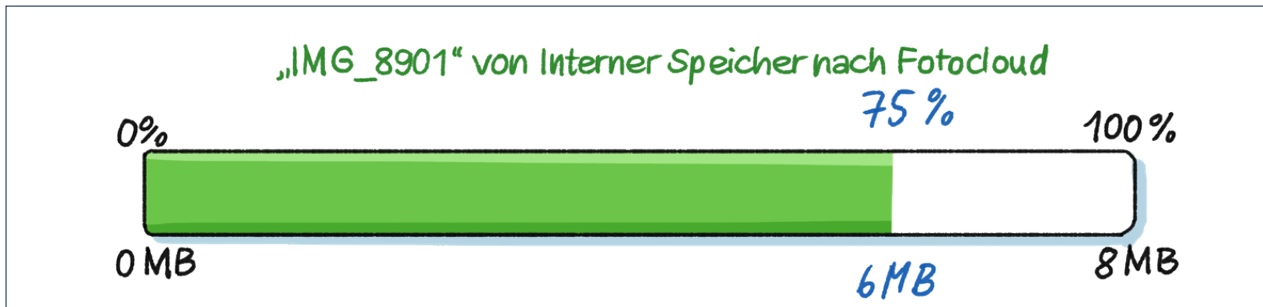 „IMG_8901“ von Interner Speicher nach Fotocloud
75%
0%
100%
0 MB
6 MB
8 MB